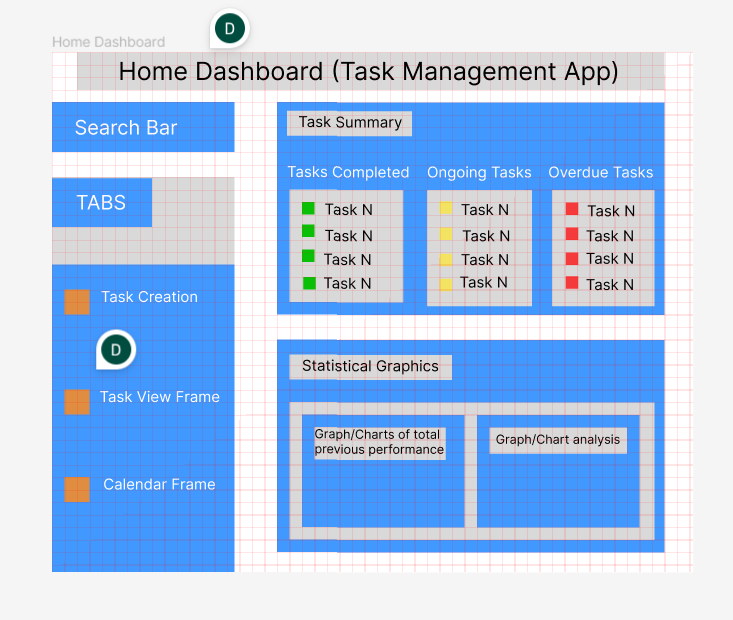 D
Home Dashboard
Home Dashboard (Task Management App)
Search Bar
TABS
Task Creation
D
Task View Frame
Calendar Frame
Task Summary
Tasks Completed
Task N
Task N
Task N
Task N
Ongoing Tasks
Task N
Task N
Task N
Task N
Overdue Tasks
Task N
Task N
Task N
Task N
Statistical Graphics
Graph/Charts of total
previous performance
Graph/Chart analysis